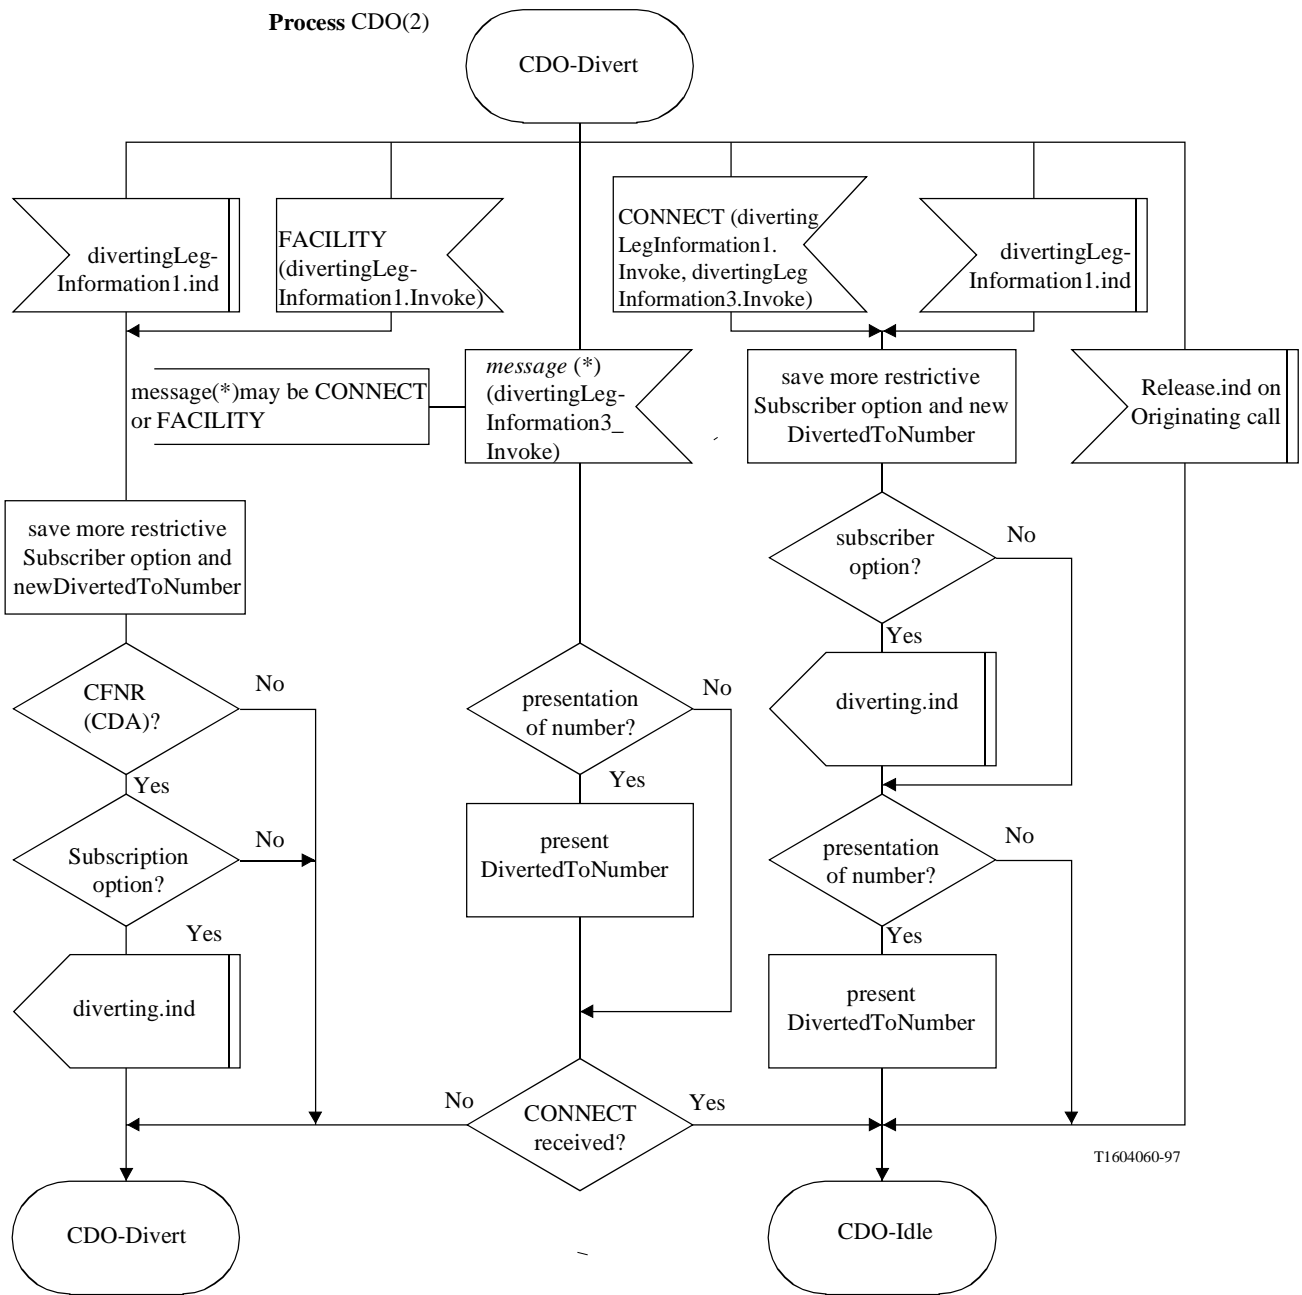 Process CDO(2)
CDO-Divert
divertingLeg-
Information1.ind
FACILITY
(divertingLeg-
Information1.Invoke)
CONNECT (diverting
LegInformation1.
Invoke, divertingLeg
Information3.Invoke)
divertingLeg-
Information1.ind
message(*)may be CONNECT
or FACILITY
message (*)
(divertingLeg-
Information3_
Invoke)
save more restrictive
Subscriber option and new
DivertedToNumber
Release.ind on
Originating call
save more restrictive
Subscriber option and
newDivertedToNumber
subscriber
option?
No
Yes
CFNR
(CDA)?
No
Yes
presentation
of number?
No
Yes
diverting.ind
Subscription
option?
No
Yes
present
DivertedToNumber
presentation
of number?
No
Yes
diverting.ind
present
DivertedToNumber
No
CONNECT
received?
Yes
T1604060-97
CDO-Divert
CDO-Idle